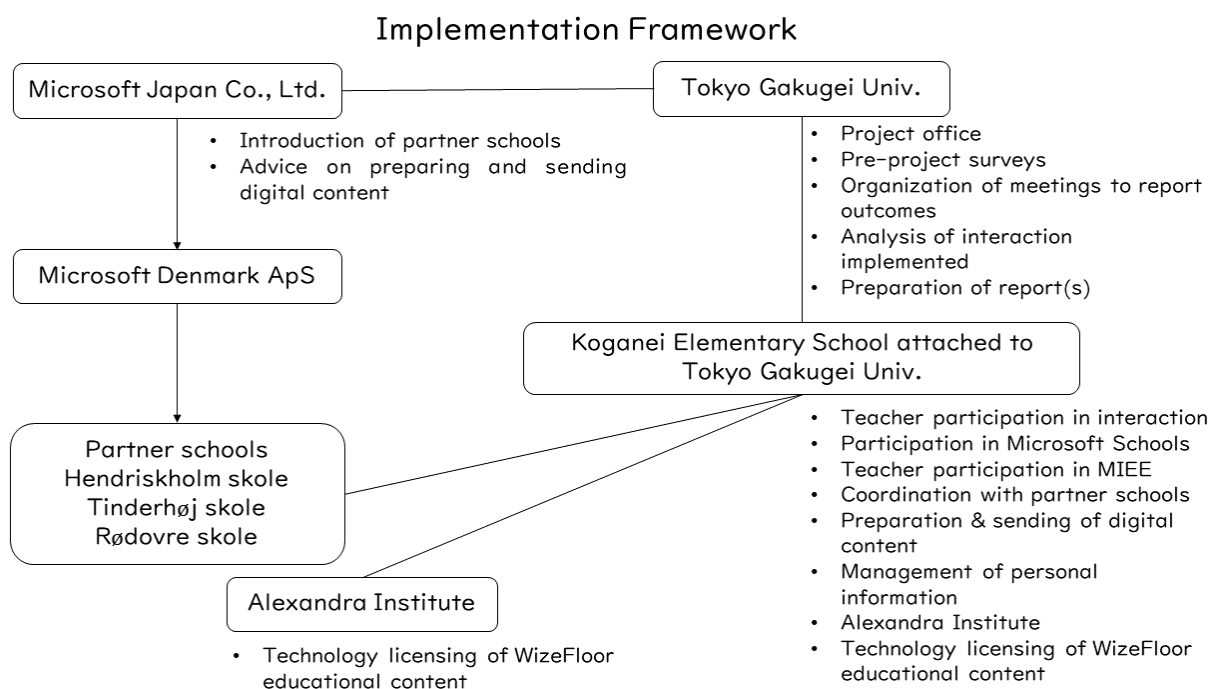 Implementation Framework
Microsoft Japan Co., Ltd.
Tokyo Gakugei Univ.
• Introduction of partner schools
• Advice on preparing and sending
digital content
• Project office
• Pre-project surveys
• Organization of meetings to report
outcomes
• Analysis of interaction
implemented
• Preparation of report(s)
Microsoft Denmark ApS
Koganei Elementary School attached to
Tokyo Gakugei Univ.
Partner schools
Hendriskholm skole
Tinderhøj skole
Rødovre skole
• Teacher participation in interaction
• Participation in Microsoft Schools
• Teacher participation in MIEE
• Coordination with partner schools
• Preparation & sending of digital
content
• Management of personal
information
• Alexandra Institute
• Technology licensing of WizeFloor
educational content
Alexandra Institute
• Technology licensing of WizeFloor
educational content